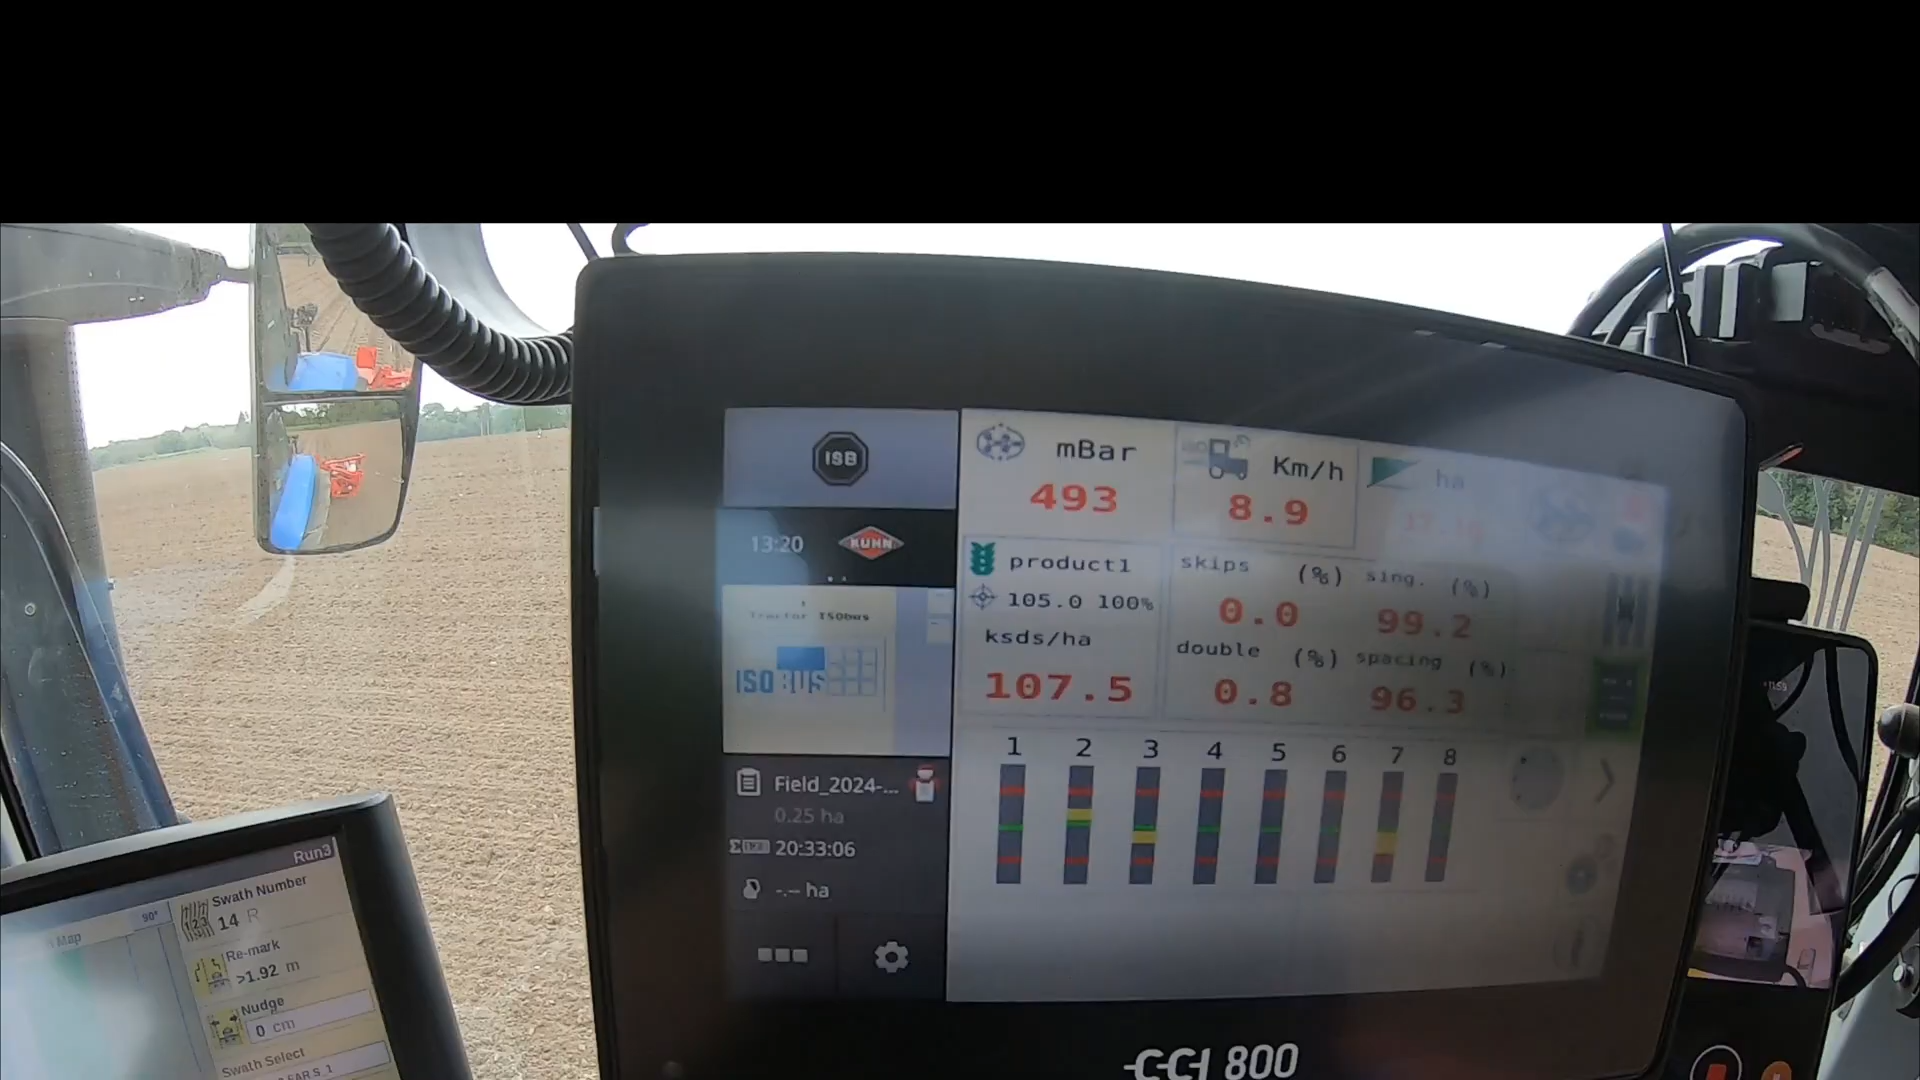 ISB
13:20
KUHN
1
Tractor ISObus
ISO BUS
Field_2024-...
0.25 ha
20:33:06
-.-- ha
mBar
493
Km/h
8.9
ha
product1
105.0 100%
ksds/ha
107.5
skips (%)
0.0
sing. (%)
99.2
double (%)
0.8
spacing (%)
96.3
1 2 3 4 5 6 7 8
CCI 800
Run3
90°
Map
Swath Number
14 R
Re-mark
>1.92 m
Nudge
0 cm
Swath Select